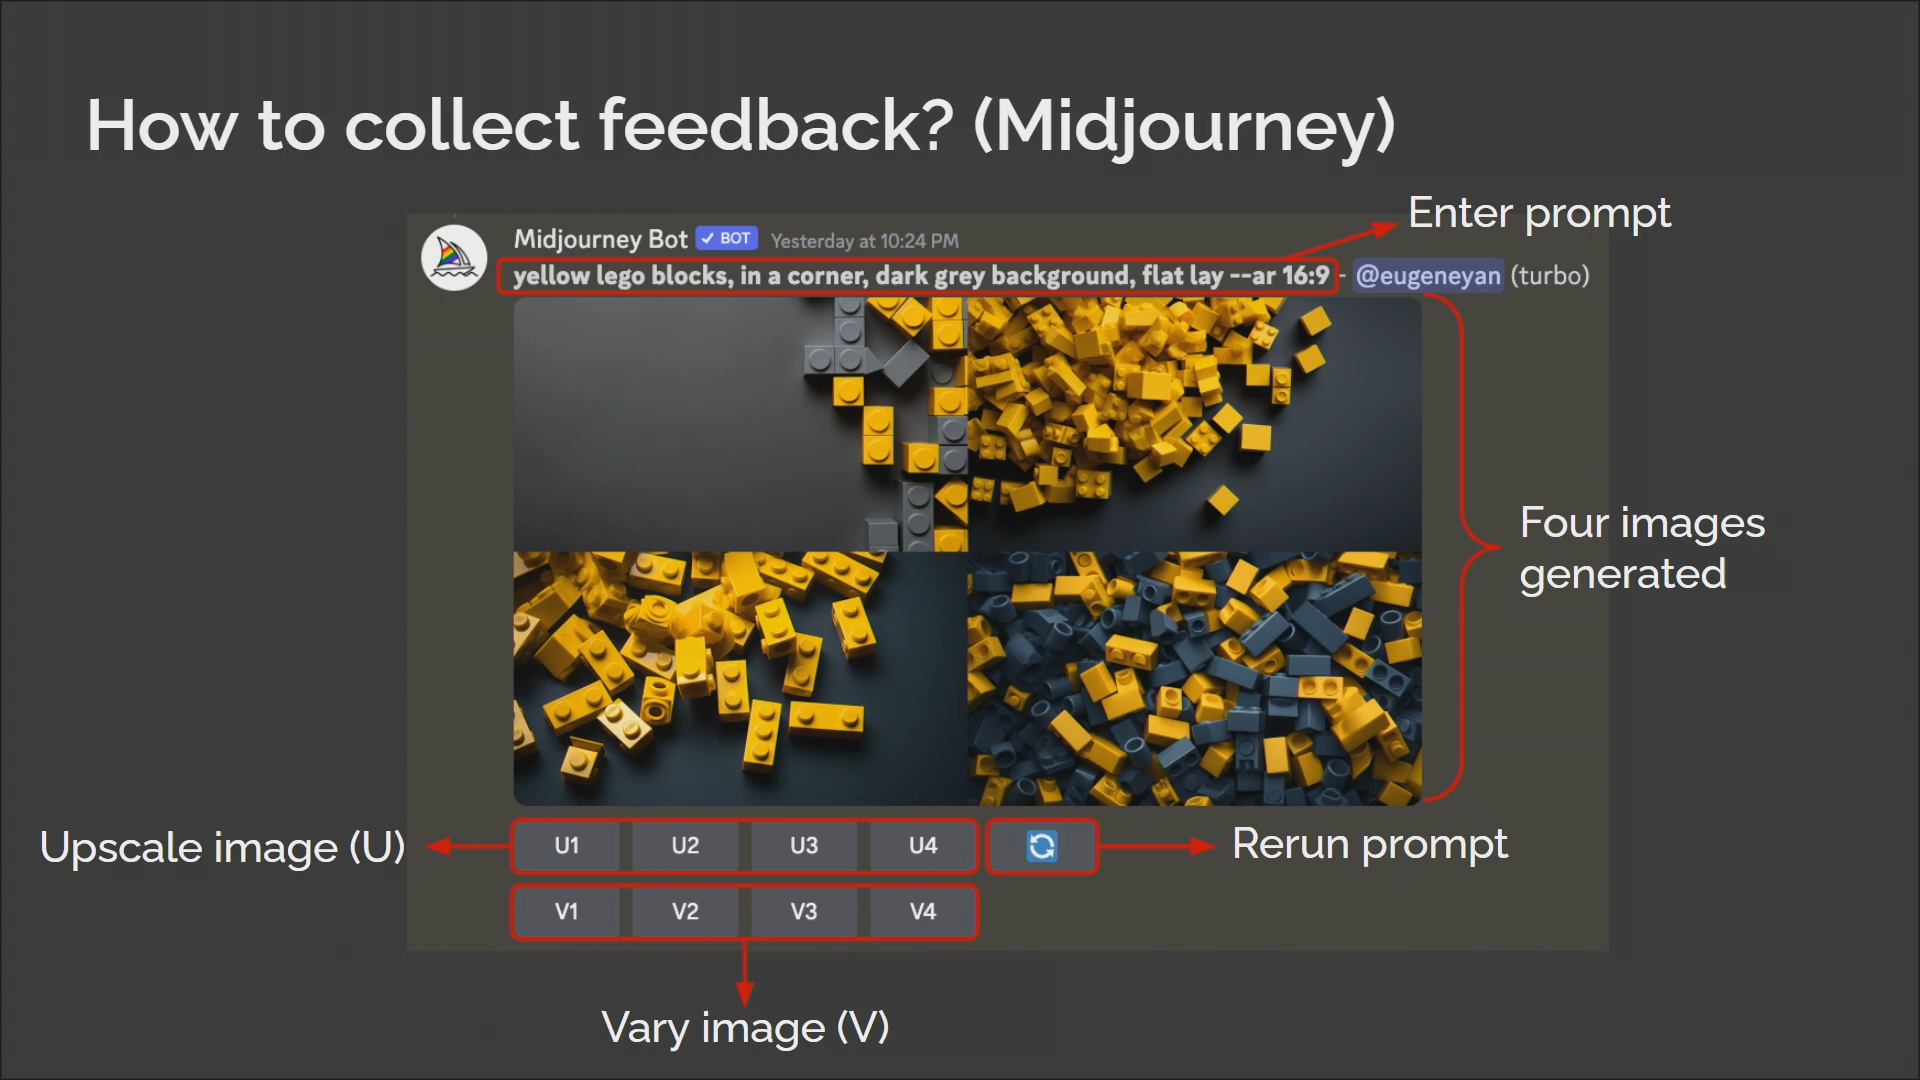 How to collect feedback? (Midjourney)
Enter prompt
Midjourney Bot ✓ BOT Yesterday at 10:24 PM
yellow lego blocks, in a corner, dark grey background, flat lay --ar 16:9 - @eugeneyan (turbo)
Four images
generated
Upscale image (U)
U1 U2 U3 U4
Rerun prompt
V1 V2 V3 V4
Vary image (V)